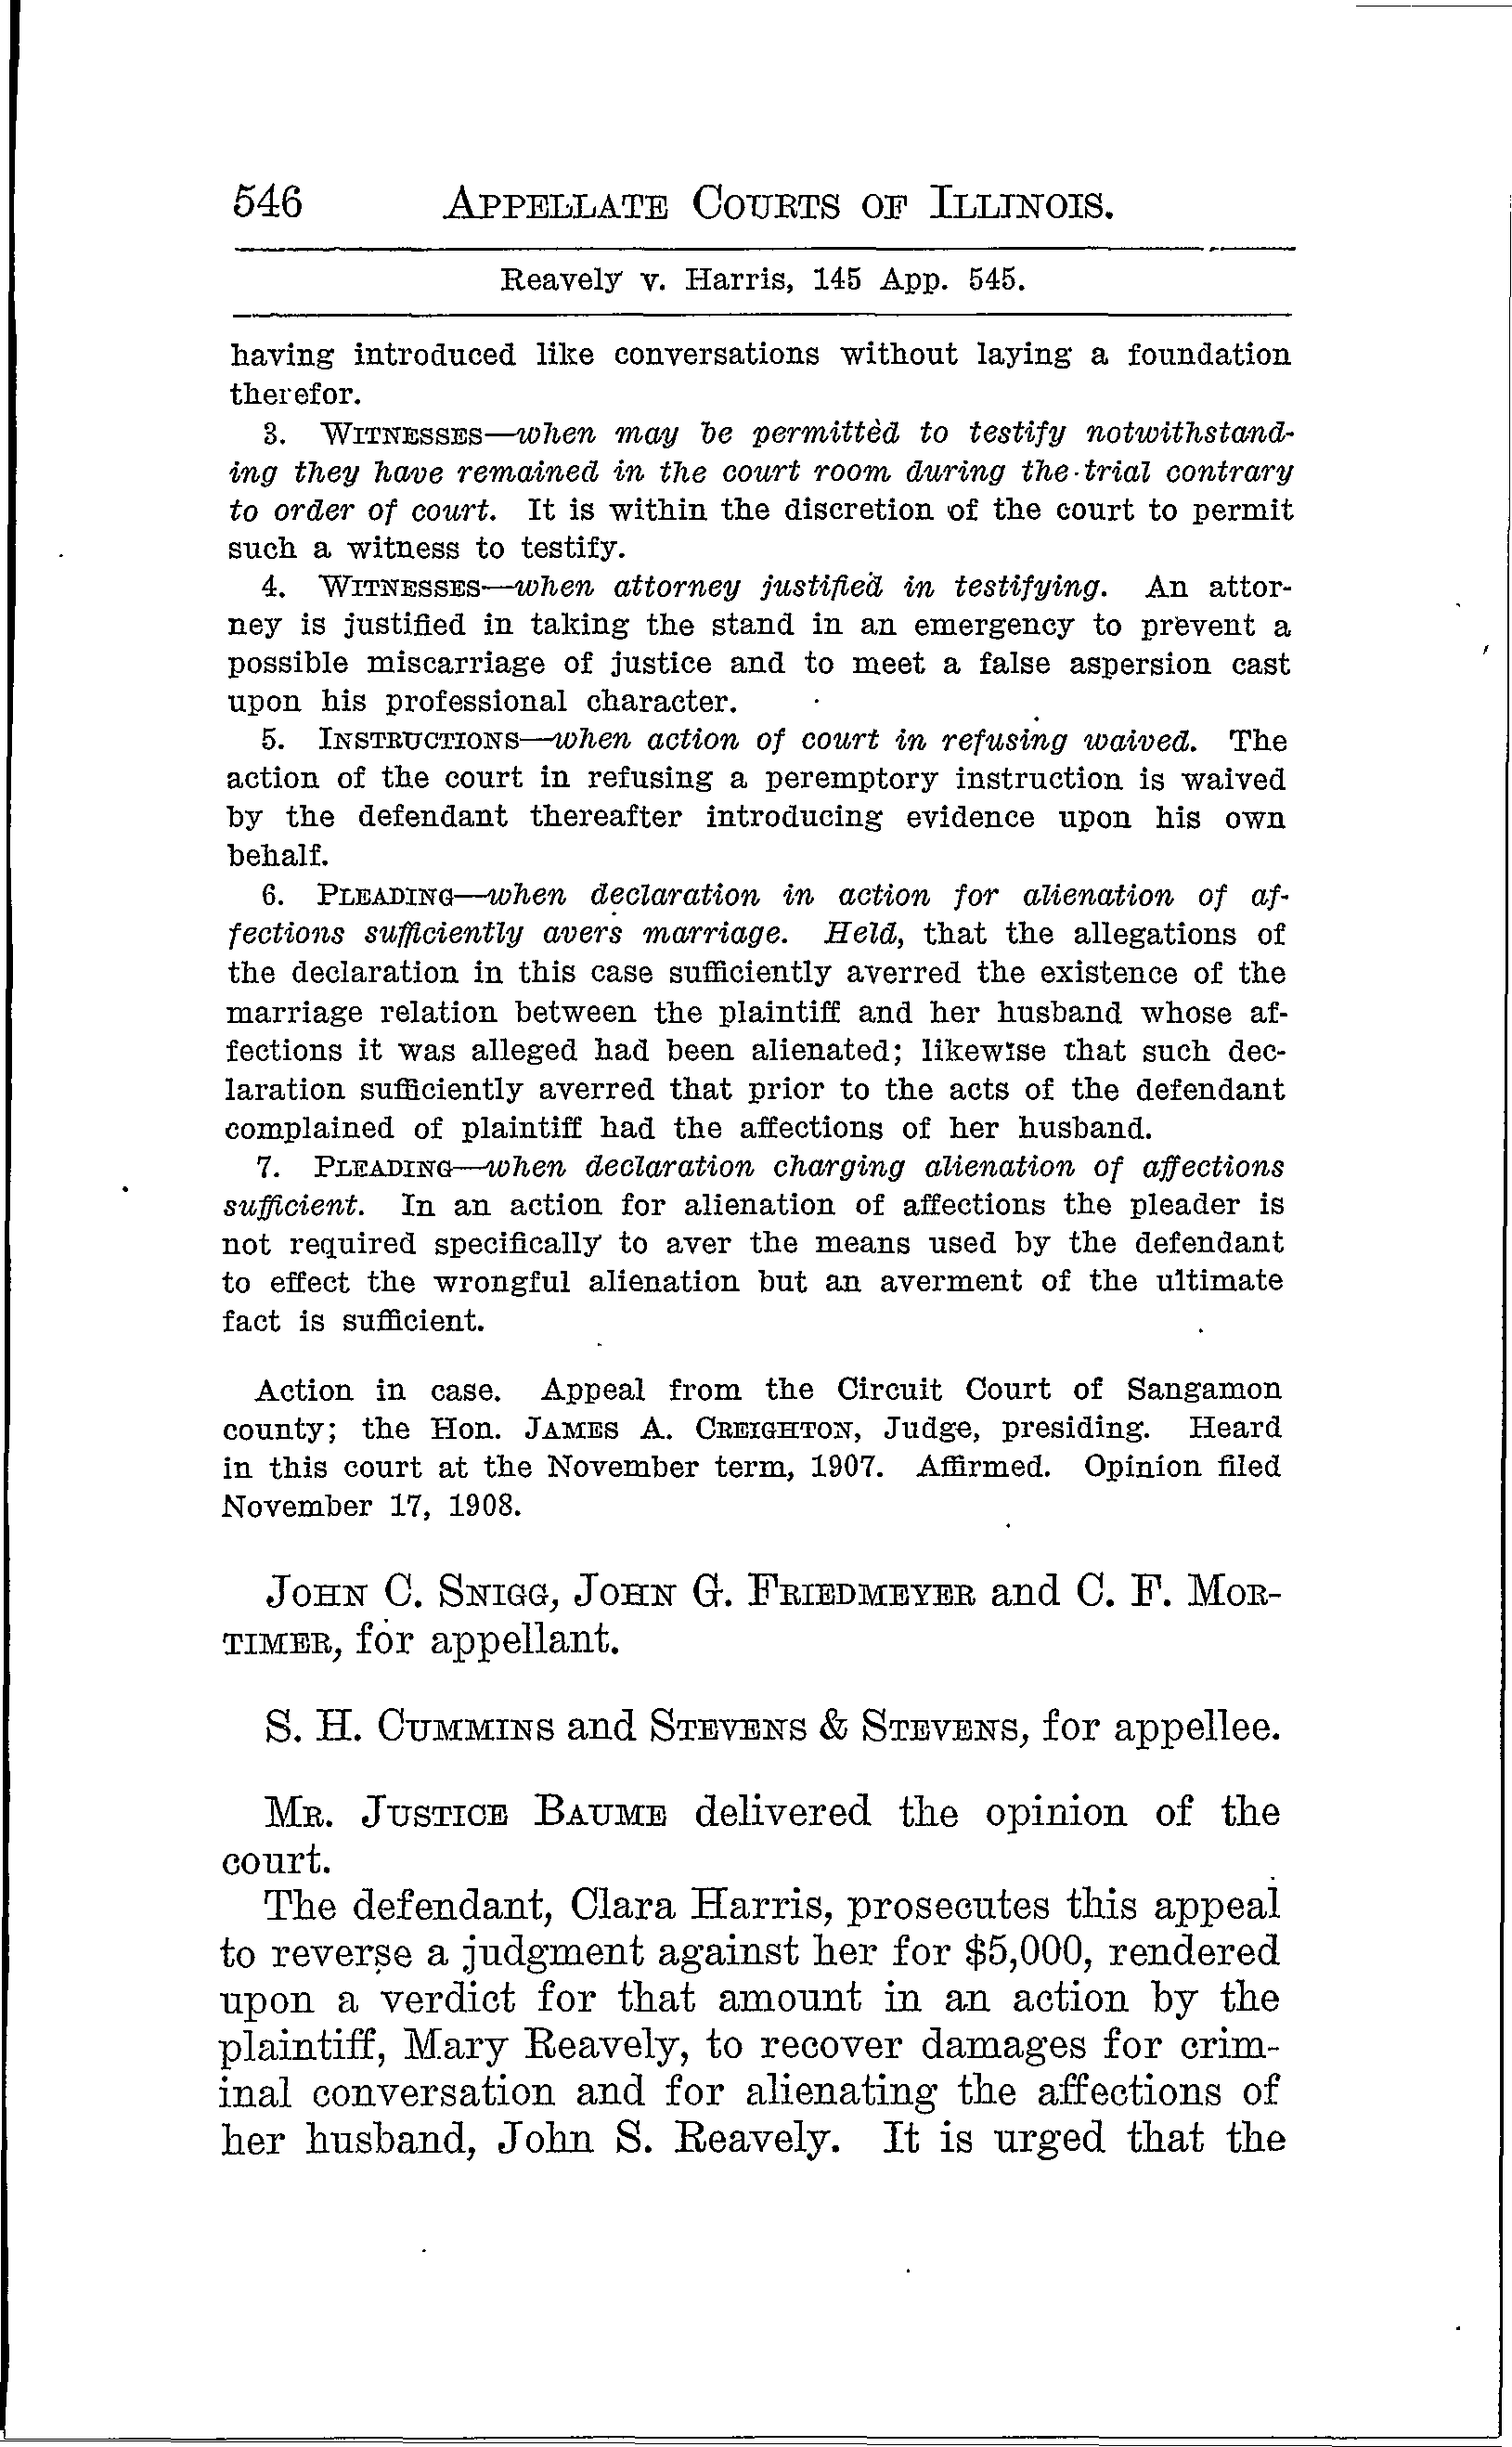 546 APPELLATE COURTS OF ILLINOIS.
Reavely v. Harris, 145 App. 545.
having introduced like conversations without laying a foundation
therefor.
3. WITNESSES—when may be permitted to testify notwithstand-
ing they have remained in the court room during the trial contrary
to order of court. It is within the discretion of the court to permit
such a witness to testify.
4. WITNESSES—when attorney justified in testifying. An attor-
ney is justified in taking the stand in an emergency to prevent a
possible miscarriage of justice and to meet a false aspersion cast
upon his professional character.
5. INSTRUCTIONS—when action of court in refusing waived. The
action of the court in refusing a peremptory instruction is waived
by the defendant thereafter introducing evidence upon his own
behalf.
6. PLEADING—when declaration in action for alienation of af-
fections sufficiently avers marriage. Held, that the allegations of
the declaration in this case sufficiently averred the existence of the
marriage relation between the plaintiff and her husband whose af-
fections it was alleged had been alienated; likewise that such dec-
laration sufficiently averred that prior to the acts of the defendant
complained of plaintiff had the affections of her husband.
7. PLEADING—when declaration charging alienation of affections
sufficient. In an action for alienation of affections the pleader is
not required specifically to aver the means used by the defendant
to effect the wrongful alienation but an averment of the ultimate
fact is sufficient.
Action in case. Appeal from the Circuit Court of Sangamon
county; the Hon. JAMES A. CREIGHTON, Judge, presiding. Heard
in this court at the November term, 1907. Affirmed. Opinion filed
November 17, 1908.
JOHN C. SNIGG, JOHN G. FRIEDMEYER and C. F. MOR-
TIMER, for appellant.
S. H. CUMMINS and STEVENS & STEVENS, for appellee.
MR. JUSTICE BAUME delivered the opinion of the
court.
The defendant, Clara Harris, prosecutes this appeal
to reverse a judgment against her for $5,000, rendered
upon a verdict for that amount in an action by the
plaintiff, Mary Reavely, to recover damages for crim-
inal conversation and for alienating the affections of
her husband, John S. Reavely. It is urged that the